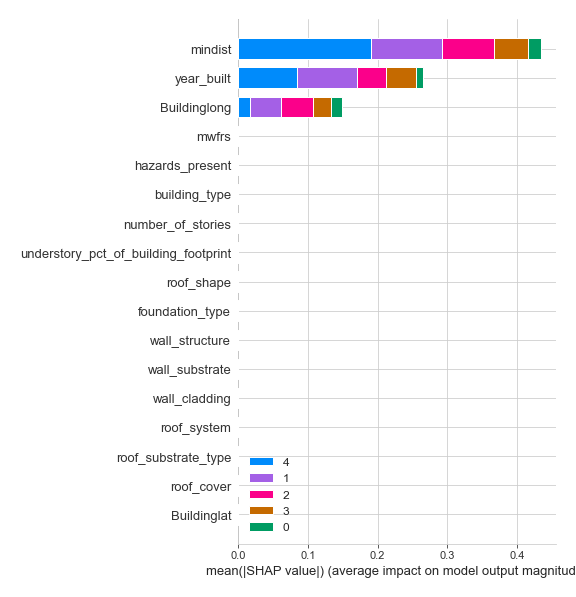 mindist
year_built
Buildinglong
mwfrs
hazards_present
building_type
number_of_stories
understory_pct_of_building_footprint
roof_shape
foundation_type
wall_structure
wall_substrate
wall_cladding
roof_system
roof_substrate_type
roof_cover
Buildinglat
4
1
2
3
0
0.0 0.1 0.2 0.3 0.4
mean(|SHAP value|) (average impact on model output magnitud